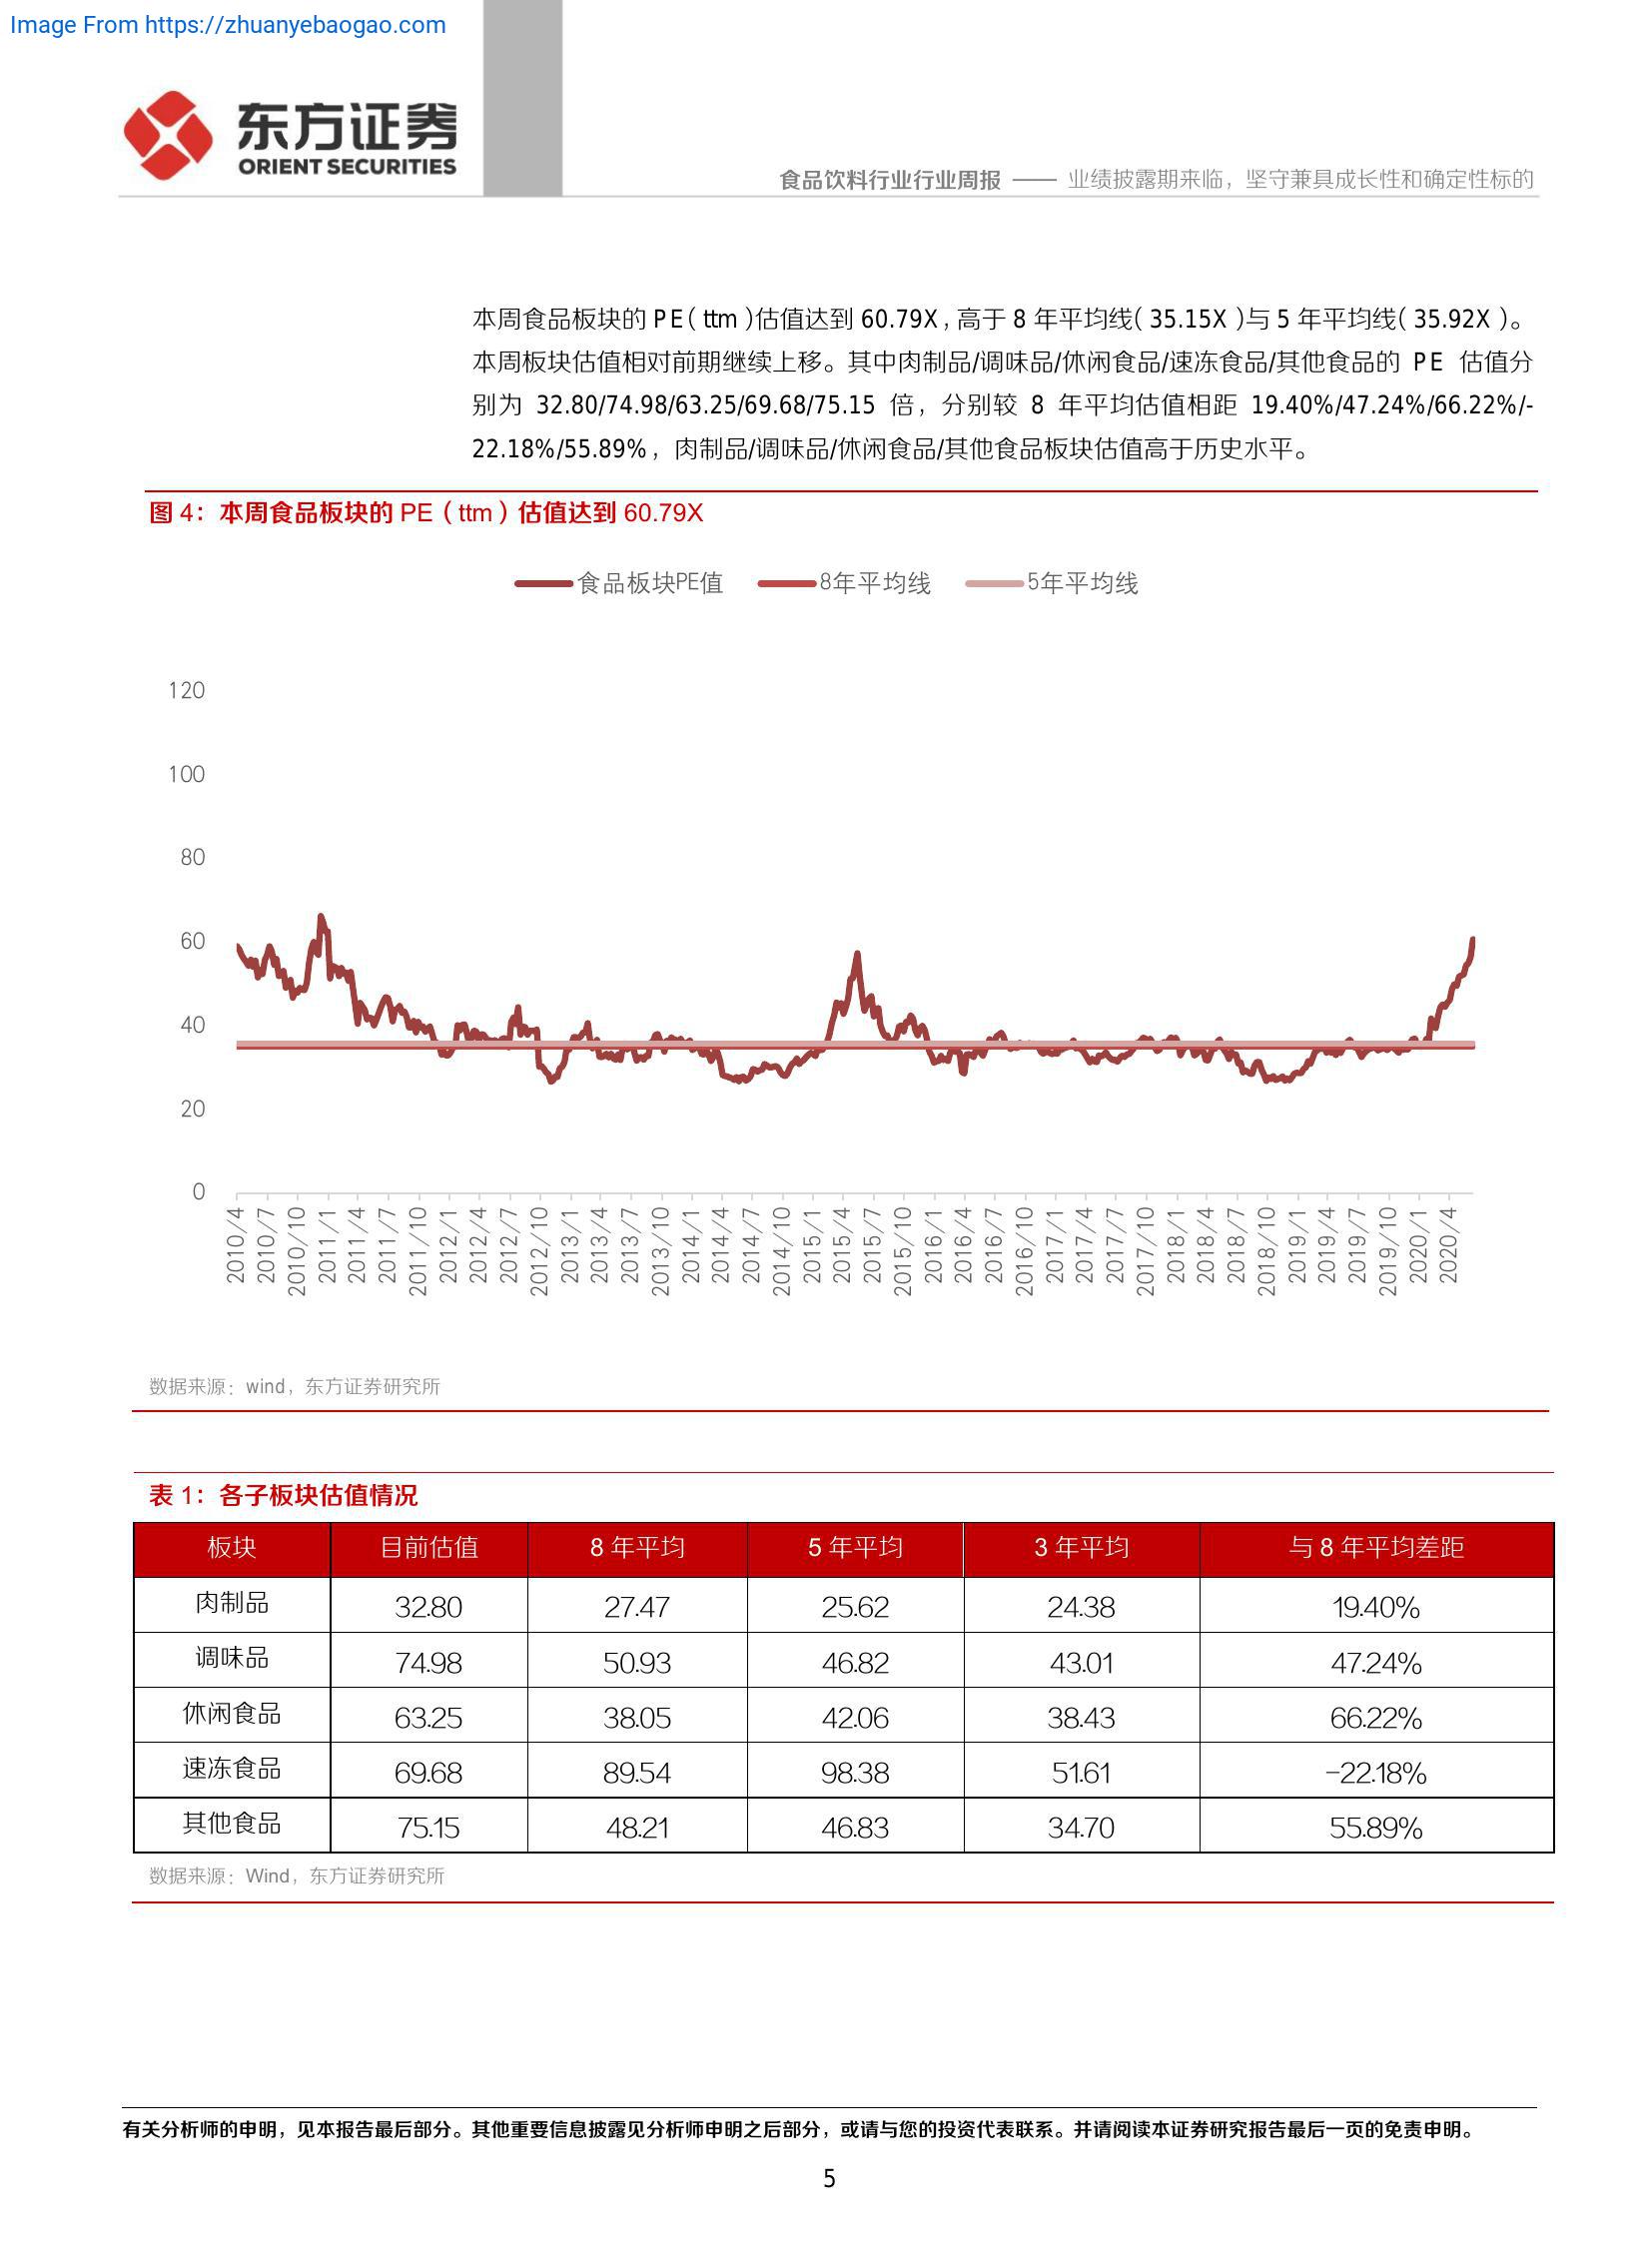 Image From https://zhuanyebaogao.com
东方证券
ORIENT SECURITIES
食品饮料行业行业周报 —— 业绩披露期来临，坚守兼具成长性和确定性标的
本周食品板块的 PE（ttm）估值达到 60.79X，高于 8 年平均线（35.15X）与 5 年平均线（35.92X）。
本周板块估值相对前期继续上移。其中肉制品/调味品/休闲食品/速冻食品/其他食品的 PE 估值分
别为 32.80/74.98/63.25/69.68/75.15 倍，分别较 8 年平均估值相距 19.40%/47.24%/66.22%/-
22.18%/55.89%，肉制品/调味品/休闲食品/其他食品板块估值高于历史水平。
图 4：本周食品板块的 PE（ttm）估值达到 60.79X
食品板块PE值 8年平均线 5年平均线
120
100
80
60
40
20
0
2010/4 2010/7 2010/10 2011/1 2011/4 2011/7 2011/10 2012/1 2012/4 2012/7 2012/10 2013/1 2013/4 2013/7 2013/10 2014/1 2014/4 2014/7 2014/10 2015/1 2015/4 2015/7 2015/10 2016/1 2016/4 2016/7 2016/10 2017/1 2017/4 2017/7 2017/10 2018/1 2018/4 2018/7 2018/10 2019/1 2019/4 2019/7 2019/10 2020/1 2020/4
数据来源：wind，东方证券研究所
表 1：各子板块估值情况
板块 目前估值 8 年平均 5 年平均 3 年平均 与 8 年平均差距
肉制品 32.80 27.47 25.62 24.38 19.40%
调味品 74.98 50.93 46.82 43.01 47.24%
休闲食品 63.25 38.05 42.06 38.43 66.22%
速冻食品 69.68 89.54 98.38 51.61 -22.18%
其他食品 75.15 48.21 46.83 34.70 55.89%
数据来源：Wind，东方证券研究所
有关分析师的申明，见本报告最后部分。其他重要信息披露见分析师申明之后部分，或请与您的投资代表联系。并请阅读本证券研究报告最后一页的免责申明。
5